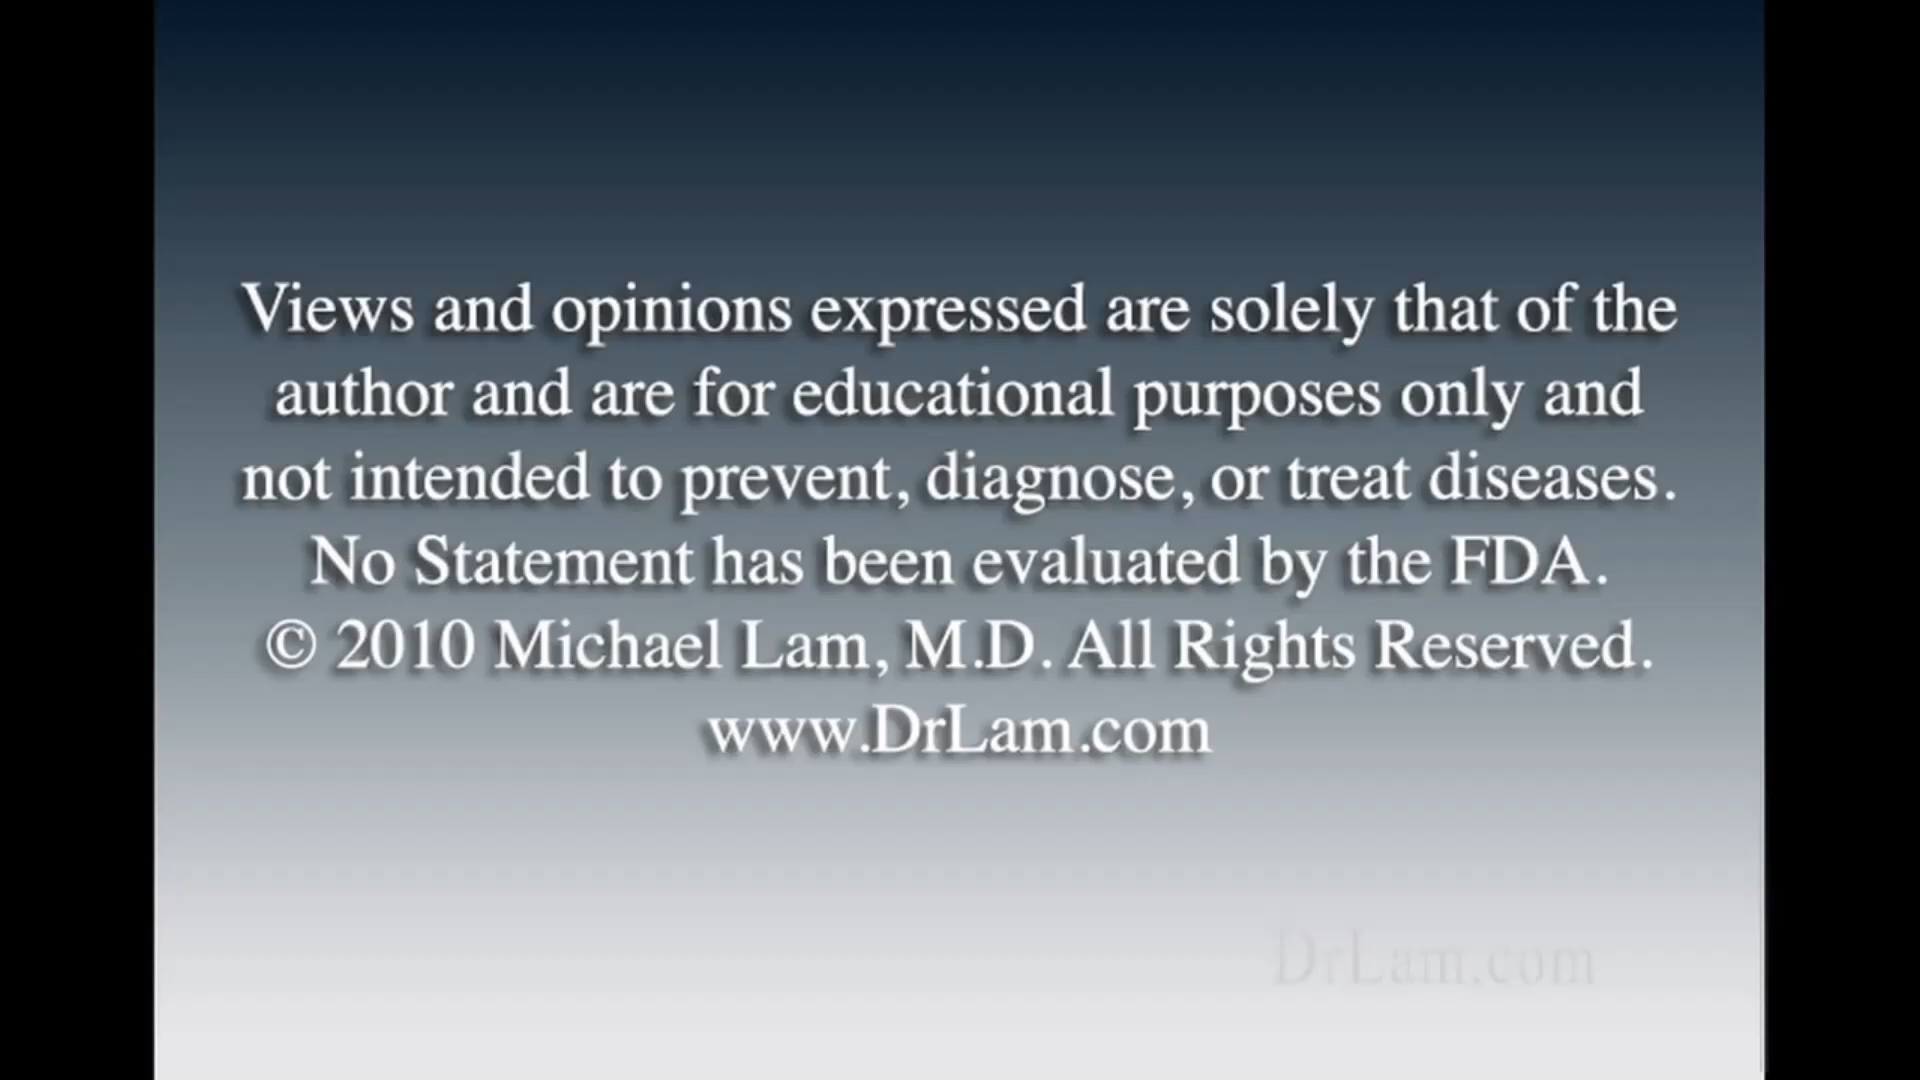 Views and opinions expressed are solely that of the
author and are for educational purposes only and
not intended to prevent, diagnose, or treat diseases.
No Statement has been evaluated by the FDA.
© 2010 Michael Lam, M.D. All Rights Reserved.
www.DrLam.com
DrLam.com